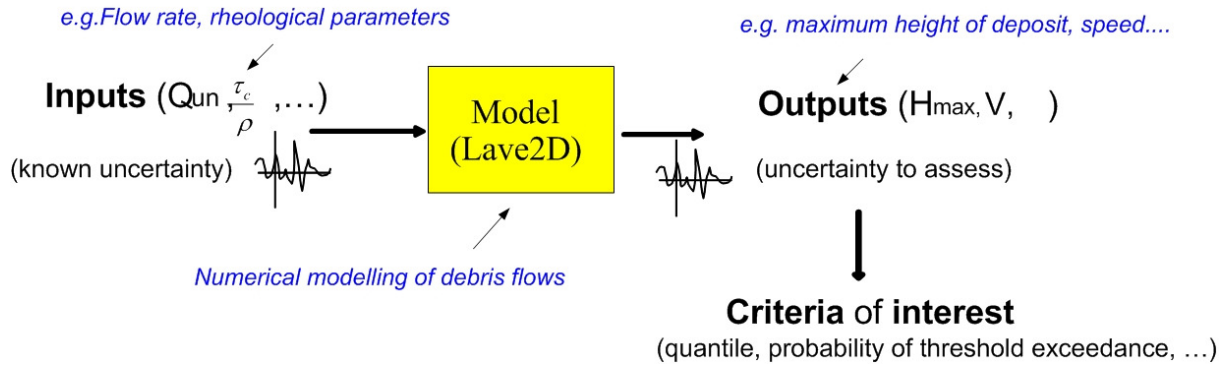 e.g.Flow rate, rheological parameters
e.g. maximum height of deposit, speed....
Inputs (Qun, τc/ρ ,…)
Model
(Lave2D)
Outputs (Hmax, V, )
(known uncertainty)
(uncertainty to assess)
Numerical modelling of debris flows
Criteria of interest
(quantile, probability of threshold exceedance, …)